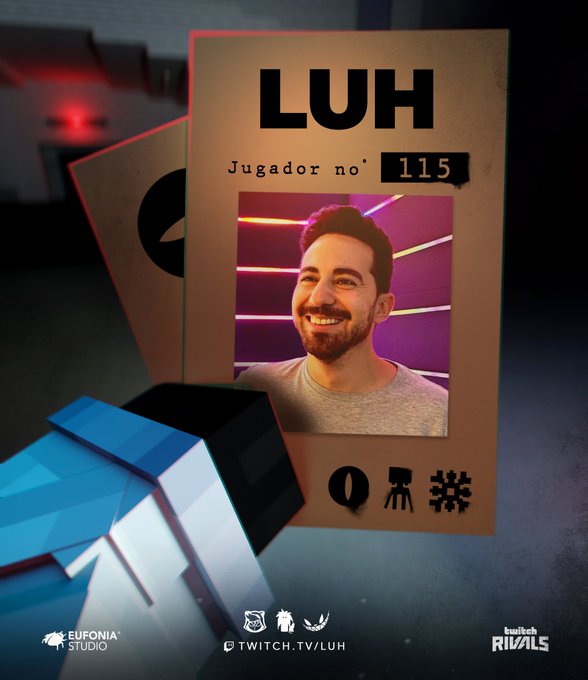 LUH
Jugador no° 115
EUFONIA®
STUDIO
TWITCH.TV/LUH
twitch
RIVALS